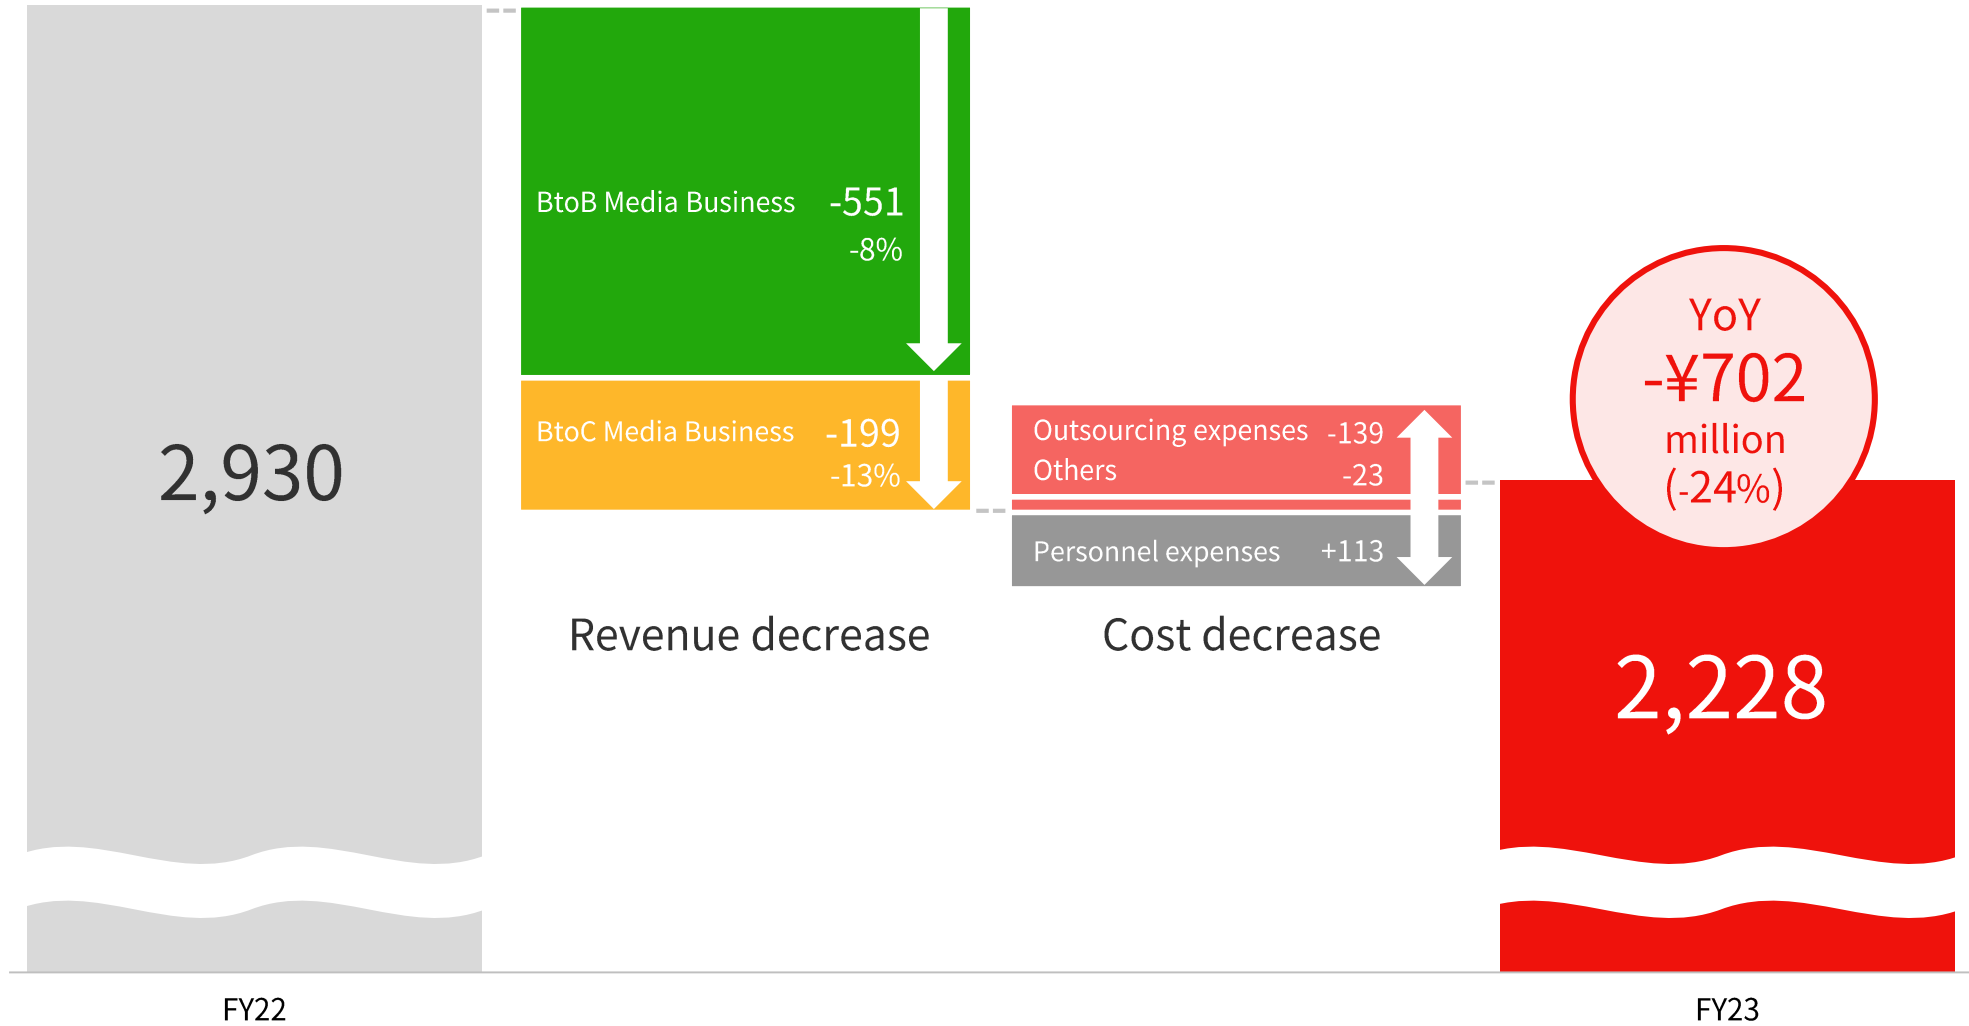 2,930
BtoB Media Business -551
-8%
BtoC Media Business -199
-13%
Revenue decrease
Outsourcing expenses -139
Others -23
Personnel expenses +113
Cost decrease
YoY
-¥702
million
(-24%)
2,228
FY22
FY23